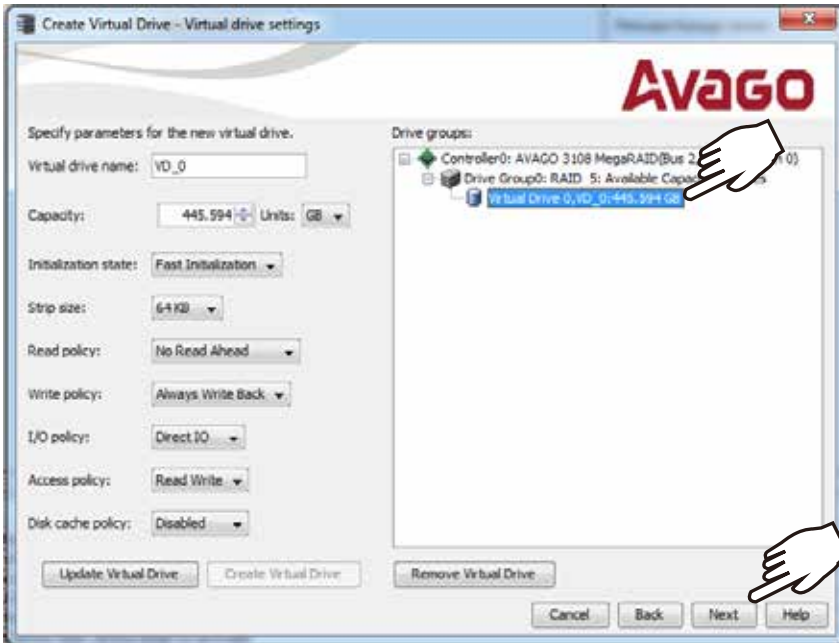 Create Virtual Drive - Virtual drive settings
Avago
Specify parameters for the new virtual drive.
Virtual drive name: VD_0
Capacity: 445.594 Units: GB
Initialization state: Fast Initialization
Strip size: 64 KB
Read policy: No Read Ahead
Write policy: Always Write Back
I/O policy: Direct IO
Access policy: Read Write
Disk cache policy: Disabled
Update Virtual Drive Create Virtual Drive
Drive groups:
Controller0: AVAGO 3108 MegaRAID(Bus 2, 0)
Drive Group0: RAID 5: Available
Virtual Drive 0,VD_0:445.594 GB
Remove Virtual Drive
Cancel Back Next Help